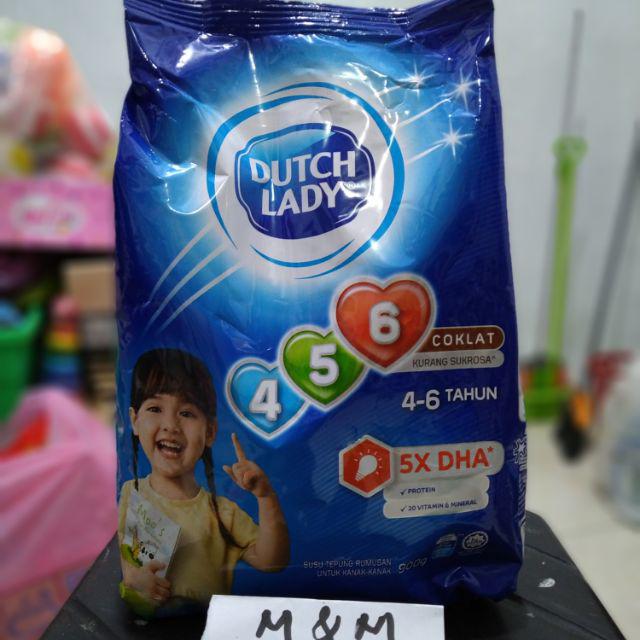 DUTCH
LADY
4 5 6
COKLAT
KURANG SUKROSA^
4-6 TAHUN
5X DHA*
✓ PROTEIN
✓ 20 VITAMIN & MINERAL
SUSU TEPUNG RUMUSAN
UNTUK KANAK-KANAK
900g
M & M